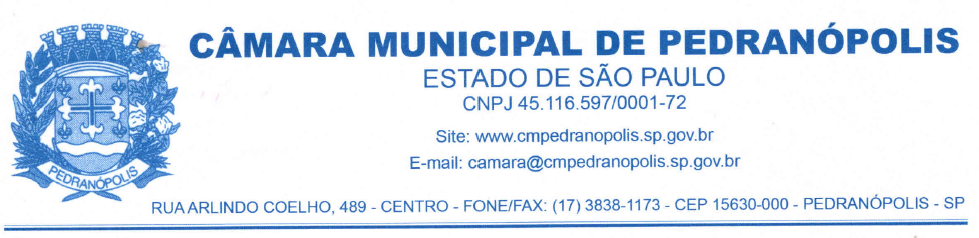 CÂMARA MUNICIPAL DE PEDRANÓPOLIS
ESTADO DE SÃO PAULO
CNPJ 45.116.597/0001-72
Site: www.cmpedranopolis.sp.gov.br
E-mail: camara@cmpedranopolis.sp.gov.br
PEDRANÓPOLIS
RUA ARLINDO COELHO, 489 - CENTRO - FONE/FAX: (17) 3838-1173 - CEP 15630-000 - PEDRANÓPOLIS - SP